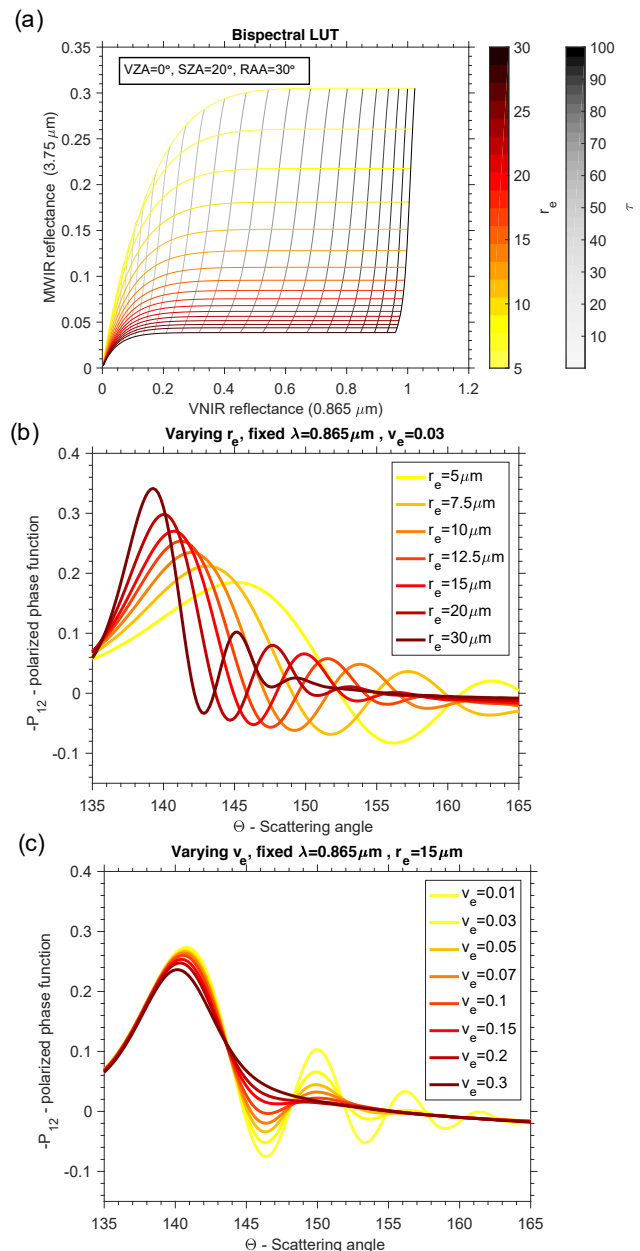 (a)
Bispectral LUT
VZA=0°, SZA=20°, RAA=30°
MWIR reflectance (3.75 μm)
0.35
0.3
0.25
0.2
0.15
0.1
0.05
0
0 0.2 0.4 0.6 0.8 1 1.2
VNIR reflectance (0.865 μm)
30
25
20
15
10
5
r_e
100
90
80
70
60
50
40
30
20
10
τ
(b)
Varying r_e, fixed λ=0.865μm , v_e=0.03
-P_12 - polarized phase function
0.4
0.3
0.2
0.1
0
-0.1
135 140 145 150 155 160 165
Θ - Scattering angle
r_e=5μm
r_e=7.5μm
r_e=10μm
r_e=12.5μm
r_e=15μm
r_e=20μm
r_e=30μm
(c)
Varying v_e, fixed λ=0.865μm , r_e=15μm
-P_12 - polarized phase function
0.4
0.3
0.2
0.1
0
-0.1
135 140 145 150 155 160 165
Θ - Scattering angle
v_e=0.01
v_e=0.03
v_e=0.05
v_e=0.07
v_e=0.1
v_e=0.15
v_e=0.2
v_e=0.3